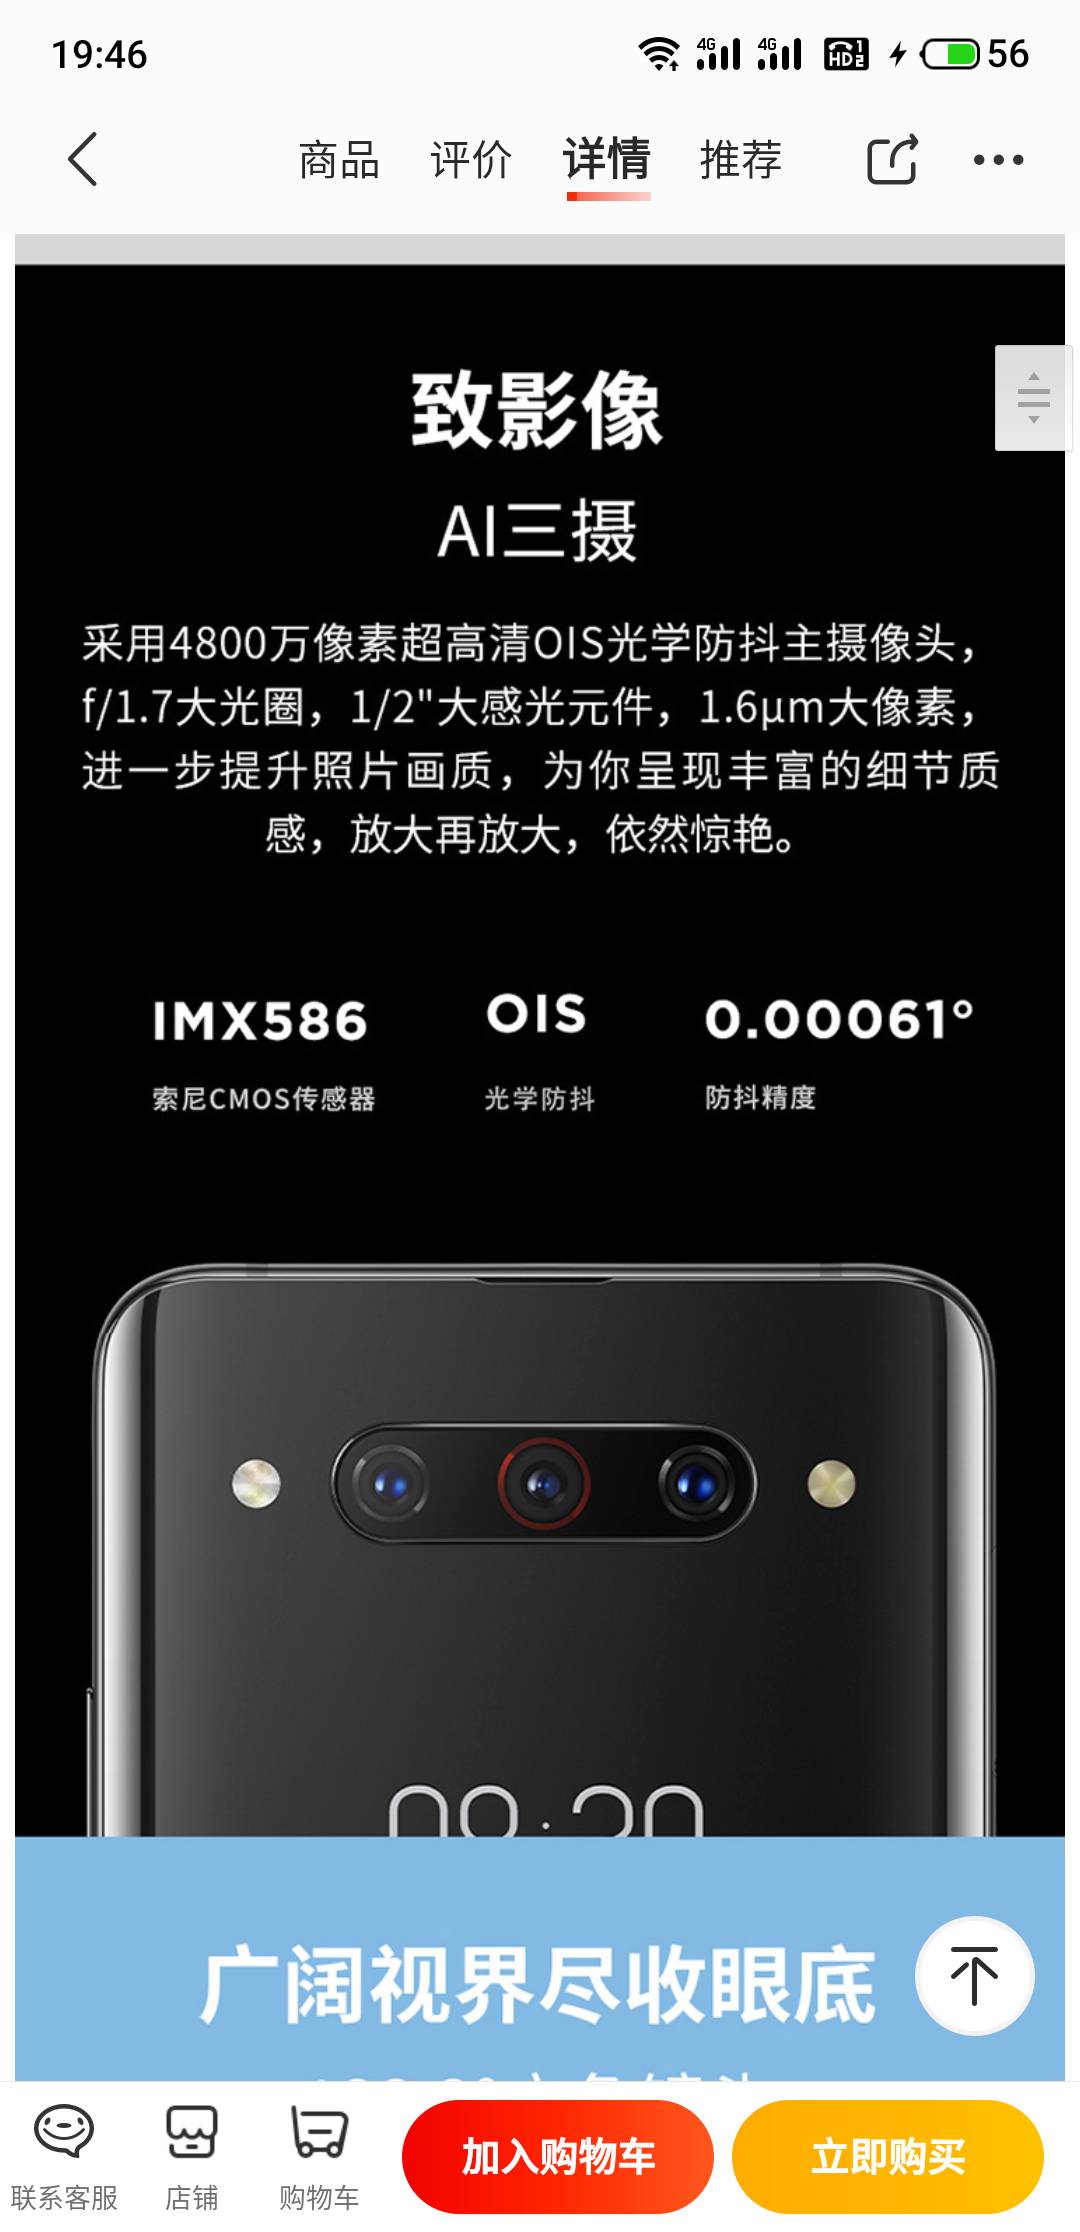 19:46
4G 4G HD 1 2 56
商品 评价 详情 推荐
致影像
AI三摄
采用4800万像素超高清OIS光学防抖主摄像头，
f/1.7大光圈，1/2"大感光元件，1.6μm大像素，
进一步提升照片画质，为你呈现丰富的细节质
感，放大再放大，依然惊艳。
IMX586 OIS 0.00061°
索尼CMOS传感器 光学防抖 防抖精度
广阔视界尽收眼底
联系客服 店铺 购物车 加入购物车 立即购买